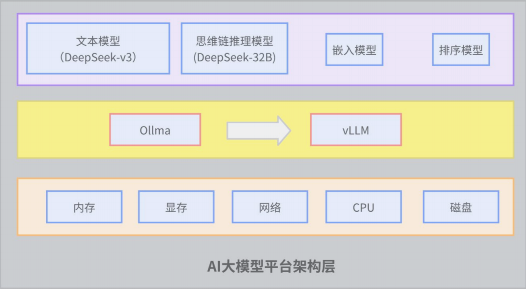 文本模型
（DeepSeek-v3）
思维链推理模型
(DeepSeek-32B)
嵌入模型
排序模型
Ollma
vLLM
内存
显存
网络
CPU
磁盘
AI大模型平台架构层